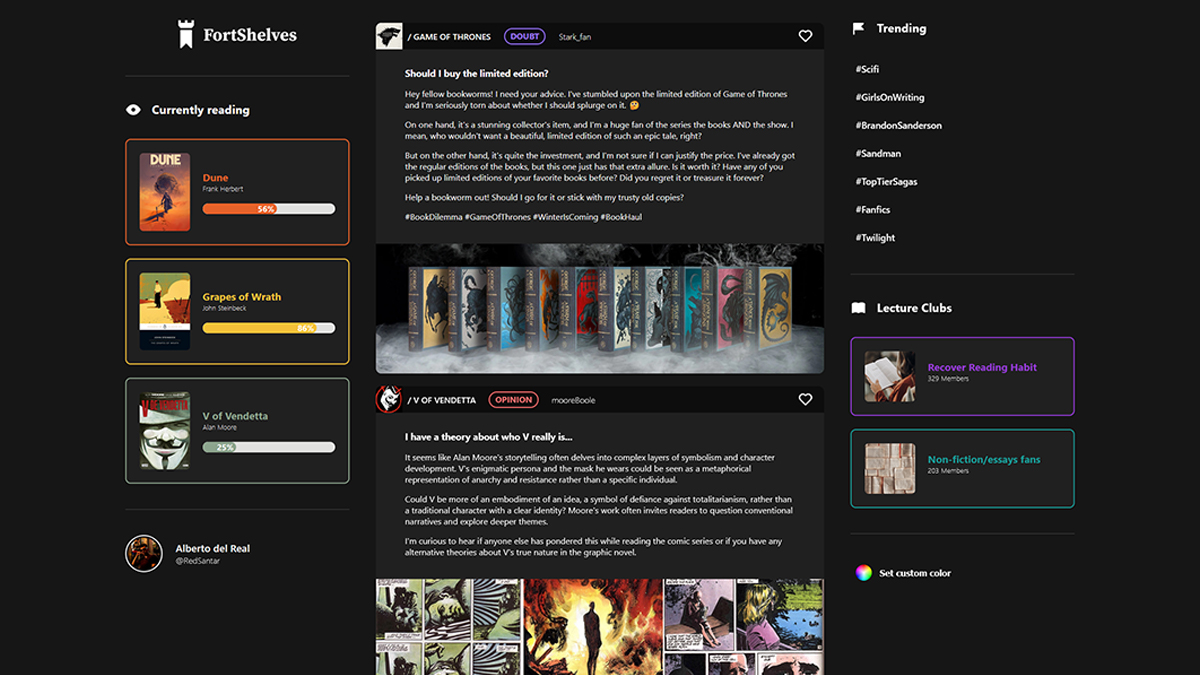 FortShelves
Currently reading
DUNE
Dune
Frank Herbert
56%
Grapes of Wrath
John Steinbeck
86%
V of Vendetta
Alan Moore
25%
Alberto del Real
@RedSantar
/ GAME OF THRONES
DOUBT
Stark_fan
Should I buy the limited edition?
Hey fellow bookworms! I need your advice. I've stumbled upon the limited edition of Game of Thrones
and I'm seriously torn about whether I should splurge on it. 🤔
On one hand, it's a stunning collector's item, and I'm a huge fan of the series the books AND the show. I
mean, who wouldn't want a beautiful, limited edition of such an epic tale, right?
But on the other hand, it's quite the investment, and I'm not sure if I can justify the price. I've already got
the regular editions of the books, but this one just has that extra allure. Is it worth it? Have any of you
picked up limited editions of your favorite books before? Did you regret it or treasure it forever?
Help a bookworm out! Should I go for it or stick with my trusty old copies?
#BookDilemma #GameOfThrones #WinterIsComing #BookHaul
/ V OF VENDETTA
OPINION
mooreBoole
I have a theory about who V really is...
It seems like Alan Moore's storytelling often delves into complex layers of symbolism and character
development. V's enigmatic persona and the mask he wears could be seen as a metaphorical
representation of anarchy and resistance rather than a specific individual.
Could V be more of an embodiment of an idea, a symbol of defiance against totalitarianism, rather than
a traditional character with a clear identity? Moore's work often invites readers to question conventional
narratives and explore deeper themes.
I'm curious to hear if anyone else has pondered this while reading the comic series or if you have any
alternative theories about V's true nature in the graphic novel.
Trending
#Scifi
#GirlsOnWriting
#BrandonSanderson
#Sandman
#TopTierSagas
#Fanfics
#Twilight
Lecture Clubs
Recover Reading Habit
329 Members
Non-fiction/essays fans
203 Members
Set custom color